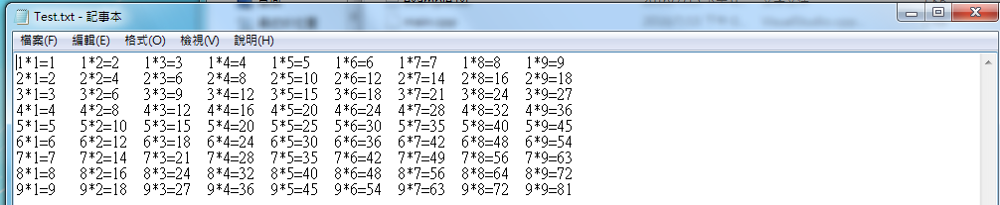 Test.txt - 記事本
檔案(F) 編輯(E) 格式(O) 檢視(V) 說明(H)
1*1=1 1*2=2 1*3=3 1*4=4 1*5=5 1*6=6 1*7=7 1*8=8 1*9=9
2*1=2 2*2=4 2*3=6 2*4=8 2*5=10 2*6=12 2*7=14 2*8=16 2*9=18
3*1=3 3*2=6 3*3=9 3*4=12 3*5=15 3*6=18 3*7=21 3*8=24 3*9=27
4*1=4 4*2=8 4*3=12 4*4=16 4*5=20 4*6=24 4*7=28 4*8=32 4*9=36
5*1=5 5*2=10 5*3=15 5*4=20 5*5=25 5*6=30 5*7=35 5*8=40 5*9=45
6*1=6 6*2=12 6*3=18 6*4=24 6*5=30 6*6=36 6*7=42 6*8=48 6*9=54
7*1=7 7*2=14 7*3=21 7*4=28 7*5=35 7*6=42 7*7=49 7*8=56 7*9=63
8*1=8 8*2=16 8*3=24 8*4=32 8*5=40 8*6=48 8*7=56 8*8=64 8*9=72
9*1=9 9*2=18 9*3=27 9*4=36 9*5=45 9*6=54 9*7=63 9*8=72 9*9=81